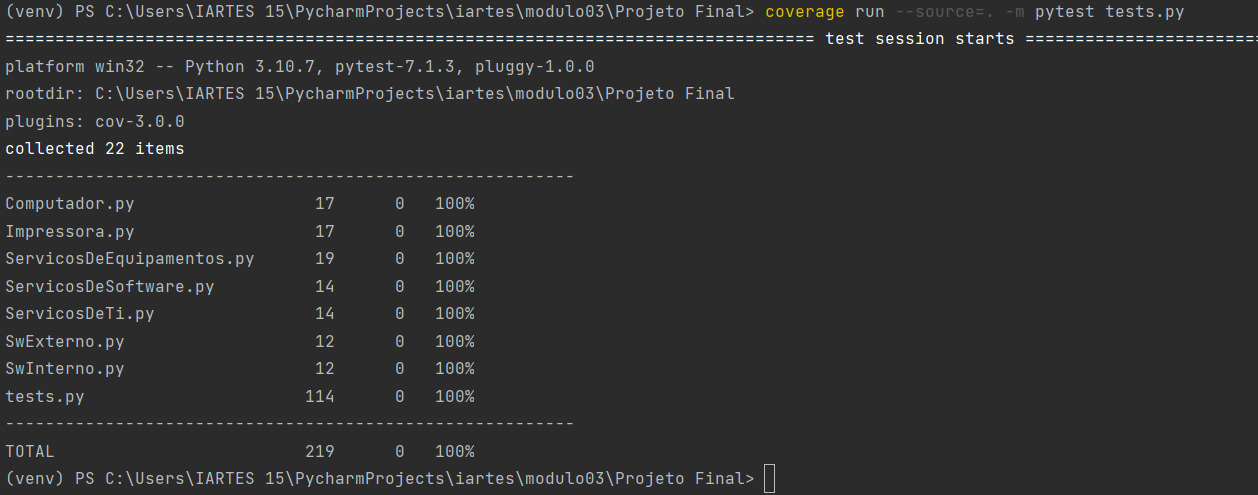 (venv) PS C:\Users\IARTES 15\PycharmProjects\iartes\modulo03\Projeto Final> coverage run --source=. -m pytest tests.py
================================================================================= test session starts ========================
platform win32 -- Python 3.10.7, pytest-7.1.3, pluggy-1.0.0
rootdir: C:\Users\IARTES 15\PycharmProjects\iartes\modulo03\Projeto Final
plugins: cov-3.0.0
collected 22 items
---------------------------------------------------------
Computador.py                  17      0   100%
Impressora.py                  17      0   100%
ServicosDeEquipamentos.py      19      0   100%
ServicosDeSoftware.py          14      0   100%
ServicosDeTi.py                14      0   100%
SwExterno.py                   12      0   100%
SwInterno.py                   12      0   100%
tests.py                      114      0   100%
---------------------------------------------------------
TOTAL                         219      0   100%
(venv) PS C:\Users\IARTES 15\PycharmProjects\iartes\modulo03\Projeto Final>